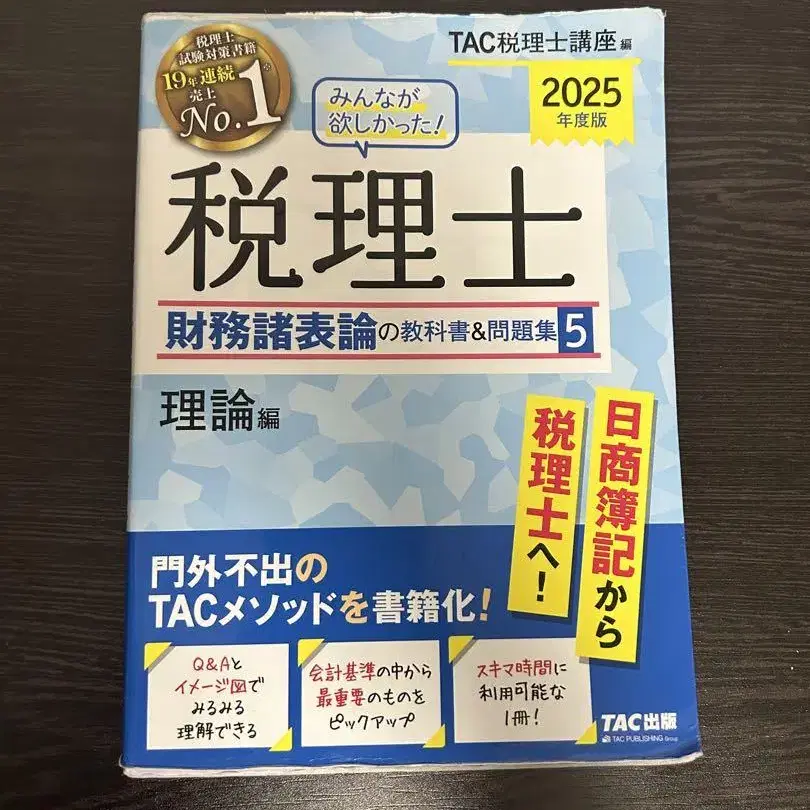 税理士
試験対策書籍
19年連続
売上
No.1
※
TAC税理士講座 編
2025
年度版
みんなが
欲しかった!
税理士
財務諸表論の教科書&問題集 5
理論編
日商簿記から
税理士へ!
門外不出の
TACメソッドを書籍化!
Q&Aと
イメージ図で
みるみる
理解できる
会計基準の中から
最重要のものを
ピックアップ
スキマ時間に
利用可能な
1冊!
TAC出版
TAC PUBLISHING Group